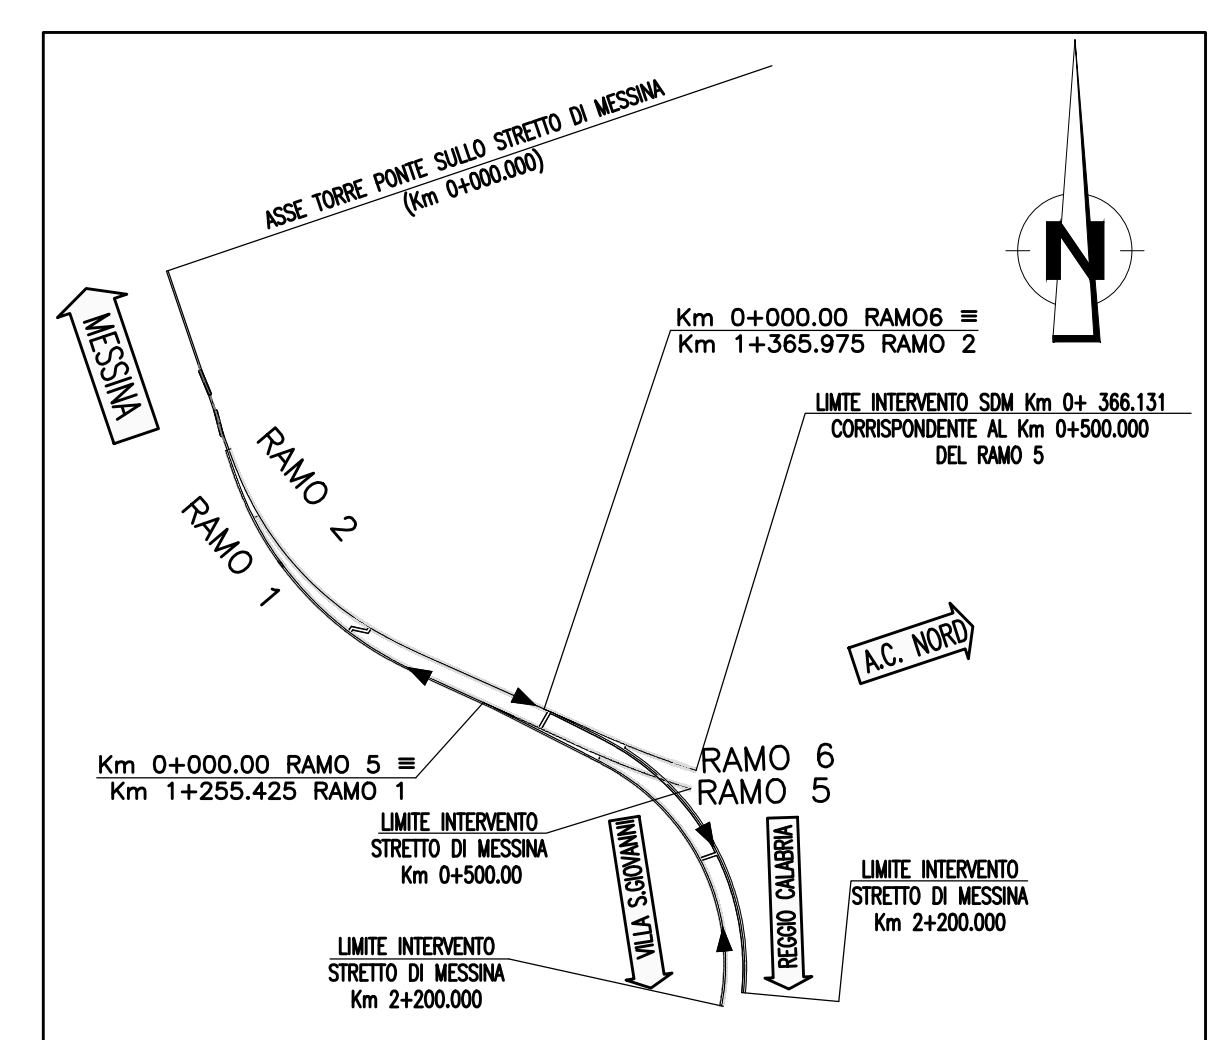 ASSE TORRE PONTE SULLO STRETTO DI MESSINA
(Km 0+000.000)
N
MESSINA
Km 0+000.00 RAMO6 ≡
Km 1+365.975 RAMO 2
LIMTE INTERVENTO SDM Km 0+ 366.131
CORRISPONDENTE AL Km 0+500.000
DEL RAMO 5
RAMO 2
RAMO 1
A.C. NORD
Km 0+000.00 RAMO 5 ≡
Km 1+255.425 RAMO 1
RAMO 6
RAMO 5
LIMITE INTERVENTO
STRETTO DI MESSINA
Km 0+500.00
VILLA S.GIOVANNI
REGGIO CALABRIA
LIMITE INTERVENTO
STRETTO DI MESSINA
Km 2+200.000
LIMITE INTERVENTO
STRETTO DI MESSINA
Km 2+200.000